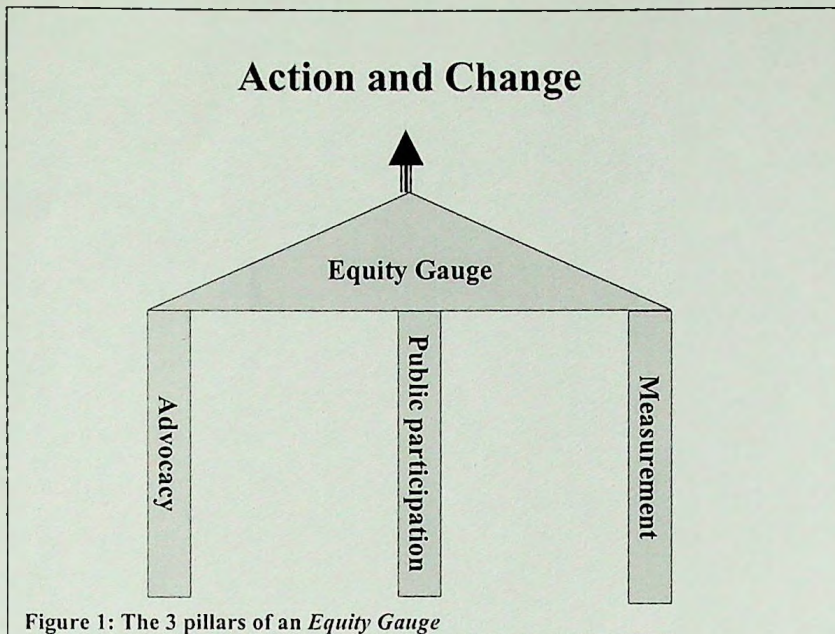 Action and Change
Equity Gauge
Advocacy
Public participation
Measurement
Figure 1: The 3 pillars of an Equity Gauge